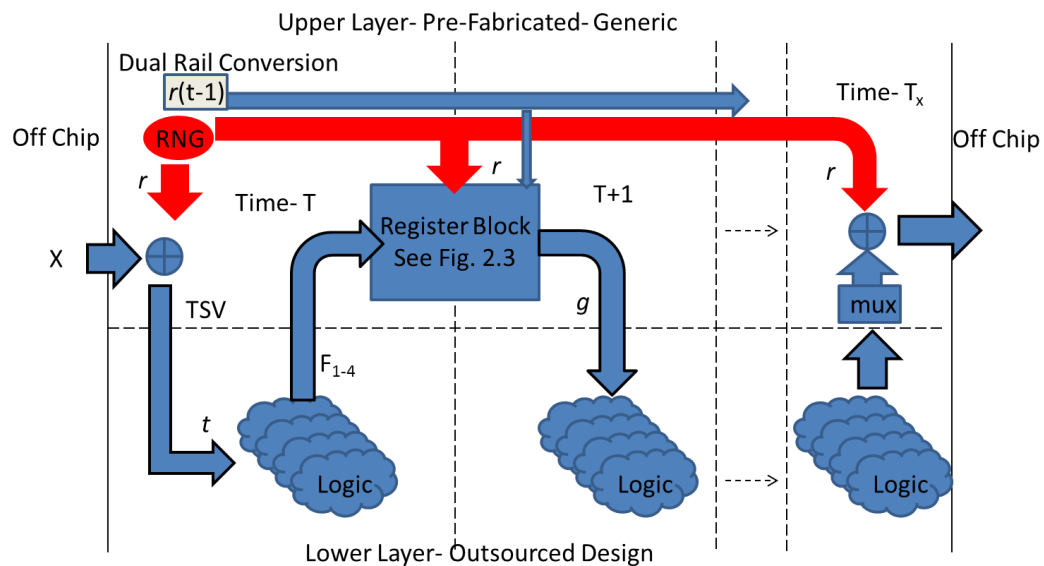 Upper Layer- Pre-Fabricated- Generic
Dual Rail Conversion
r(t-1)
Time- Tx
Off Chip
RNG
Off Chip
r
r
r
Time- T
T+1
Register Block
See Fig. 2.3
X
TSV
g
mux
F1-4
t
Logic
Logic
Logic
Lower Layer- Outsourced Design